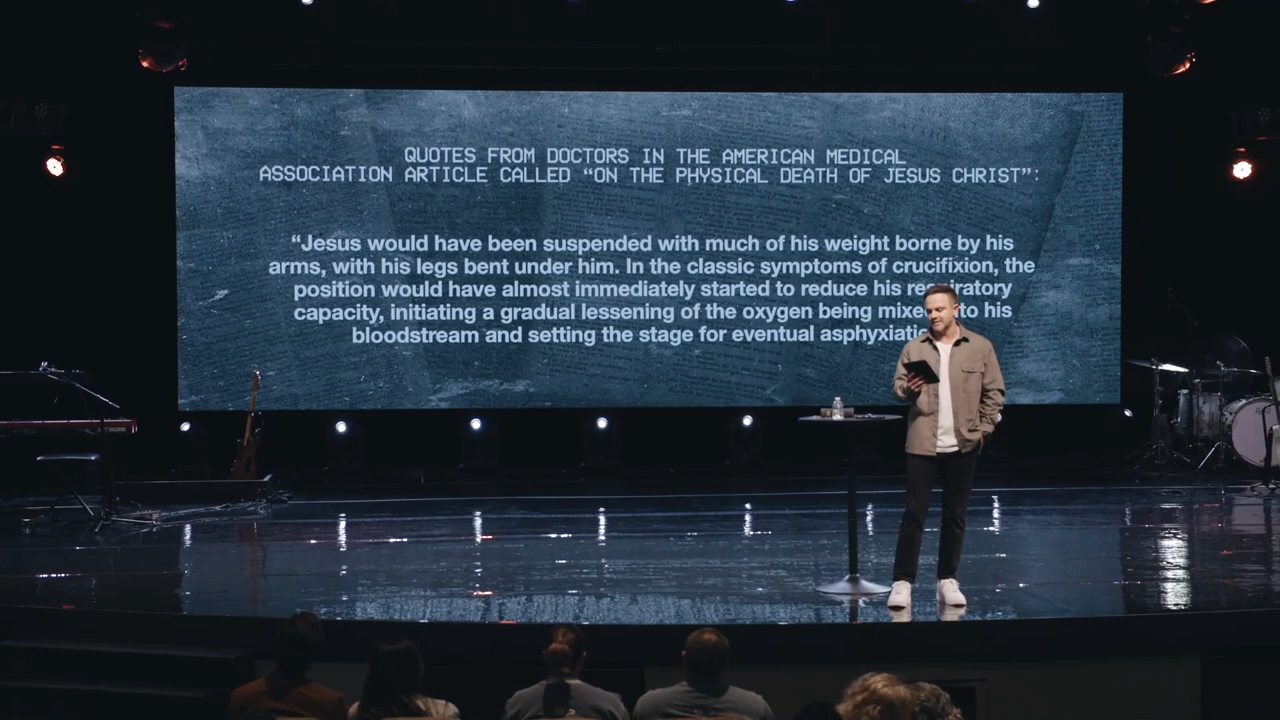 QUOTES FROM DOCTORS IN THE AMERICAN MEDICAL
ASSOCIATION ARTICLE CALLED “ON THE PHYSICAL DEATH OF JESUS CHRIST”:
“Jesus would have been suspended with much of his weight borne by his
arms, with his legs bent under him. In the classic symptoms of crucifixion, the
position would have almost immediately started to reduce his respiratory
capacity, initiating a gradual lessening of the oxygen being mixed into his
bloodstream and setting the stage for eventual